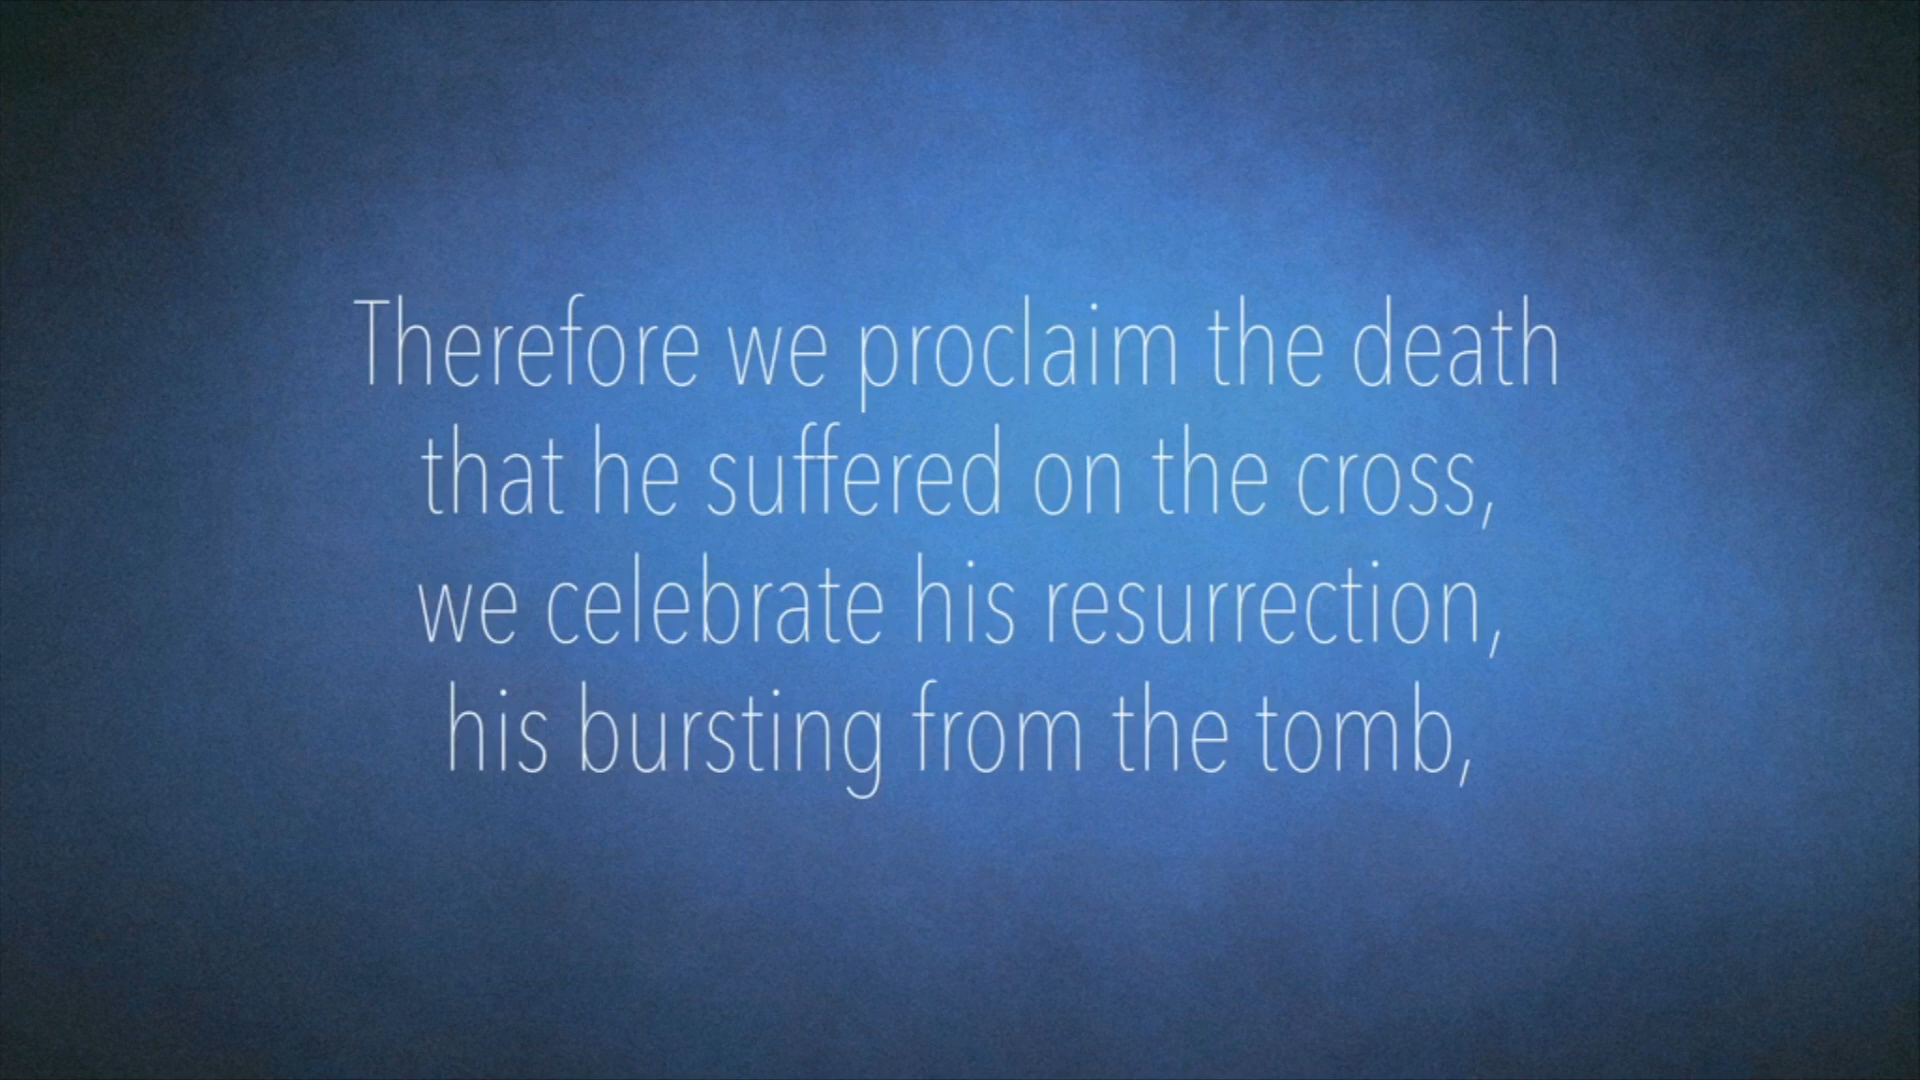 Therefore we proclaim the death
that he suffered on the cross,
we celebrate his resurrection,
his bursting from the tomb,